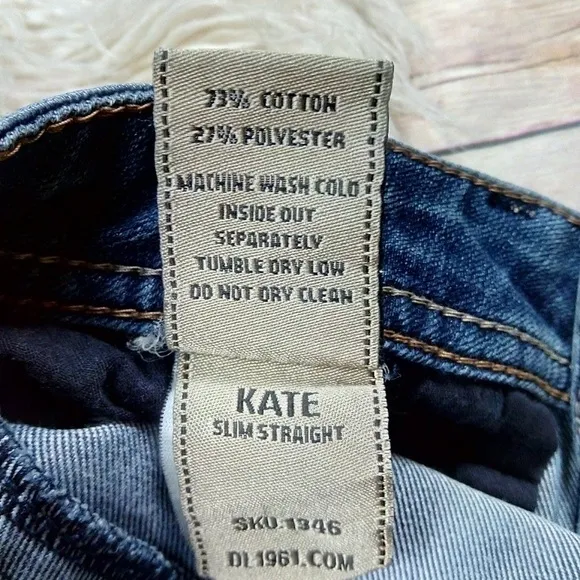 73% COTTON
27% POLYESTER
MACHINE WASH COLD
INSIDE OUT
SEPARATELY
TUMBLE DRY LOW
DO NOT DRY CLEAN
KATE
SLIM STRAIGHT
SKU:1346
DL1961.COM